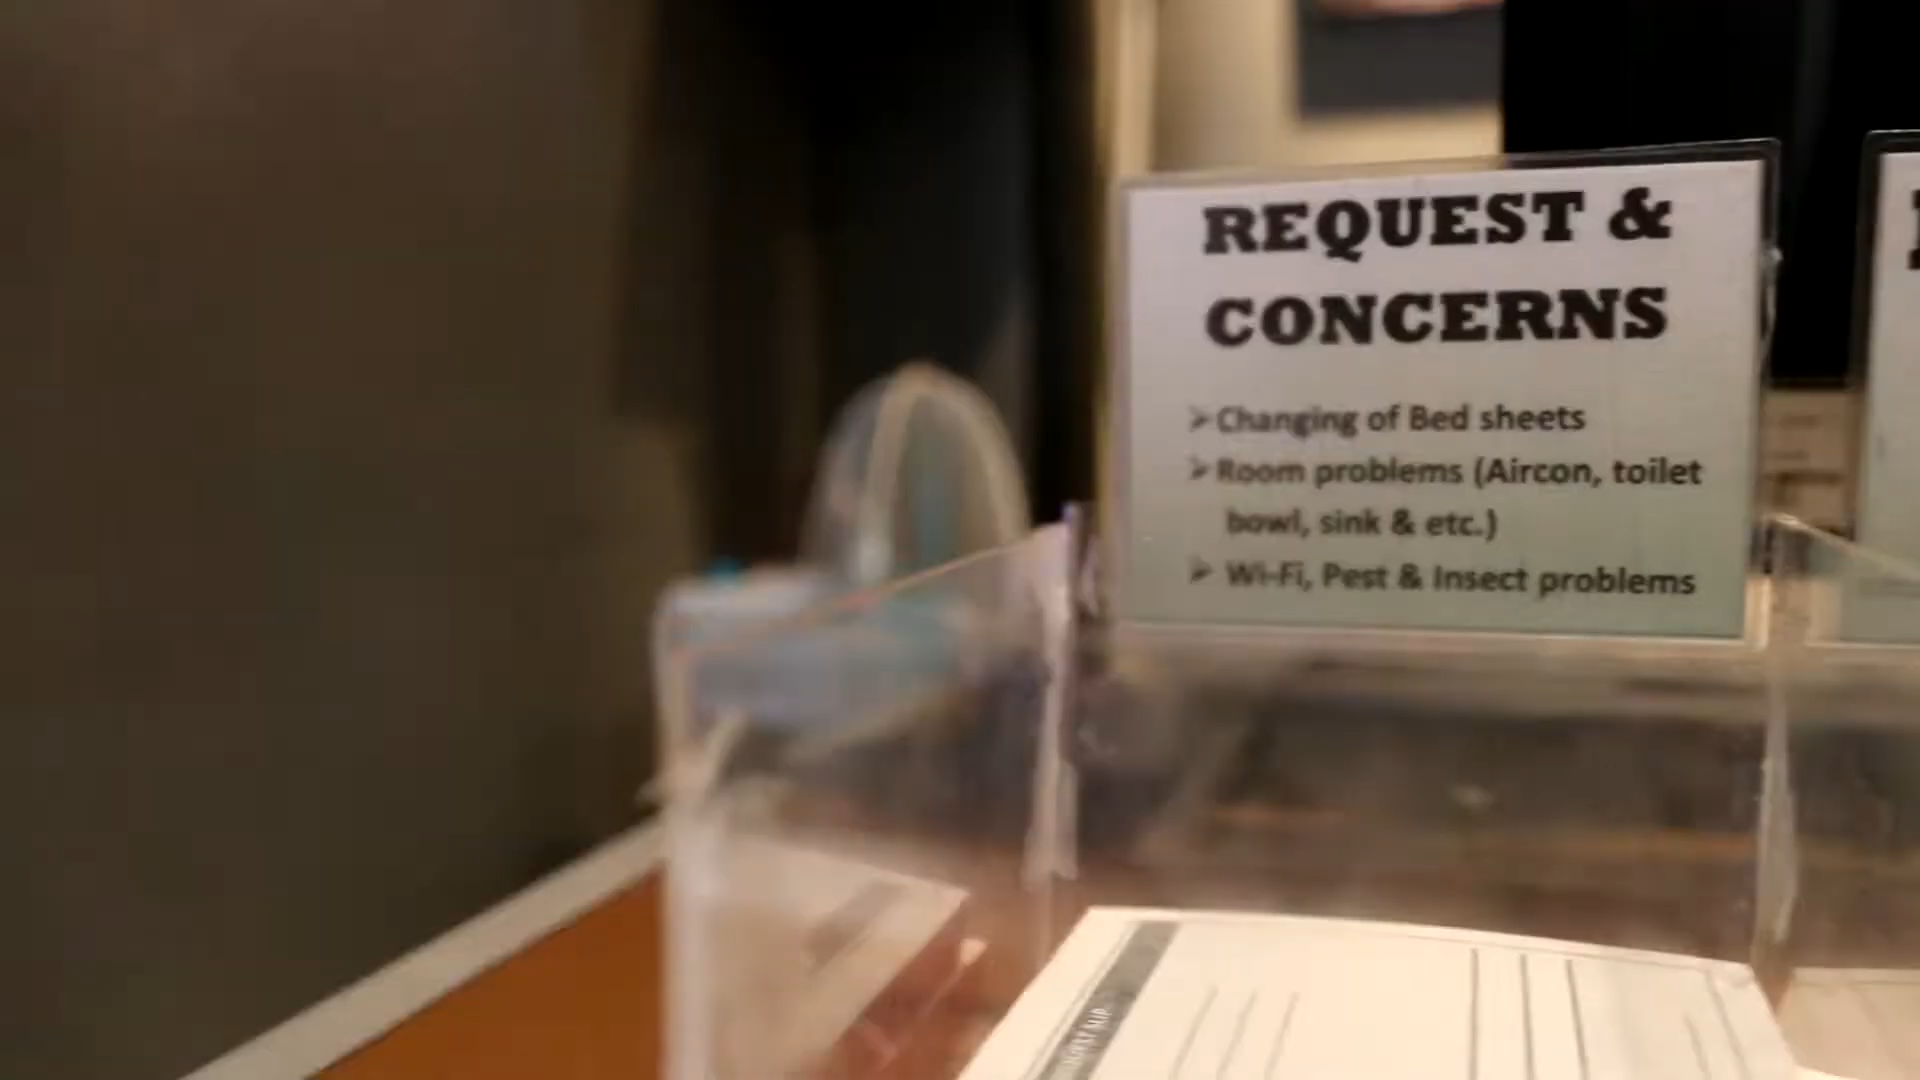 REQUEST &
CONCERNS
➢ Changing of Bed sheets
➢ Room problems (Aircon, toilet
bowl, sink & etc.)
➢ Wi-Fi, Pest & Insect problems